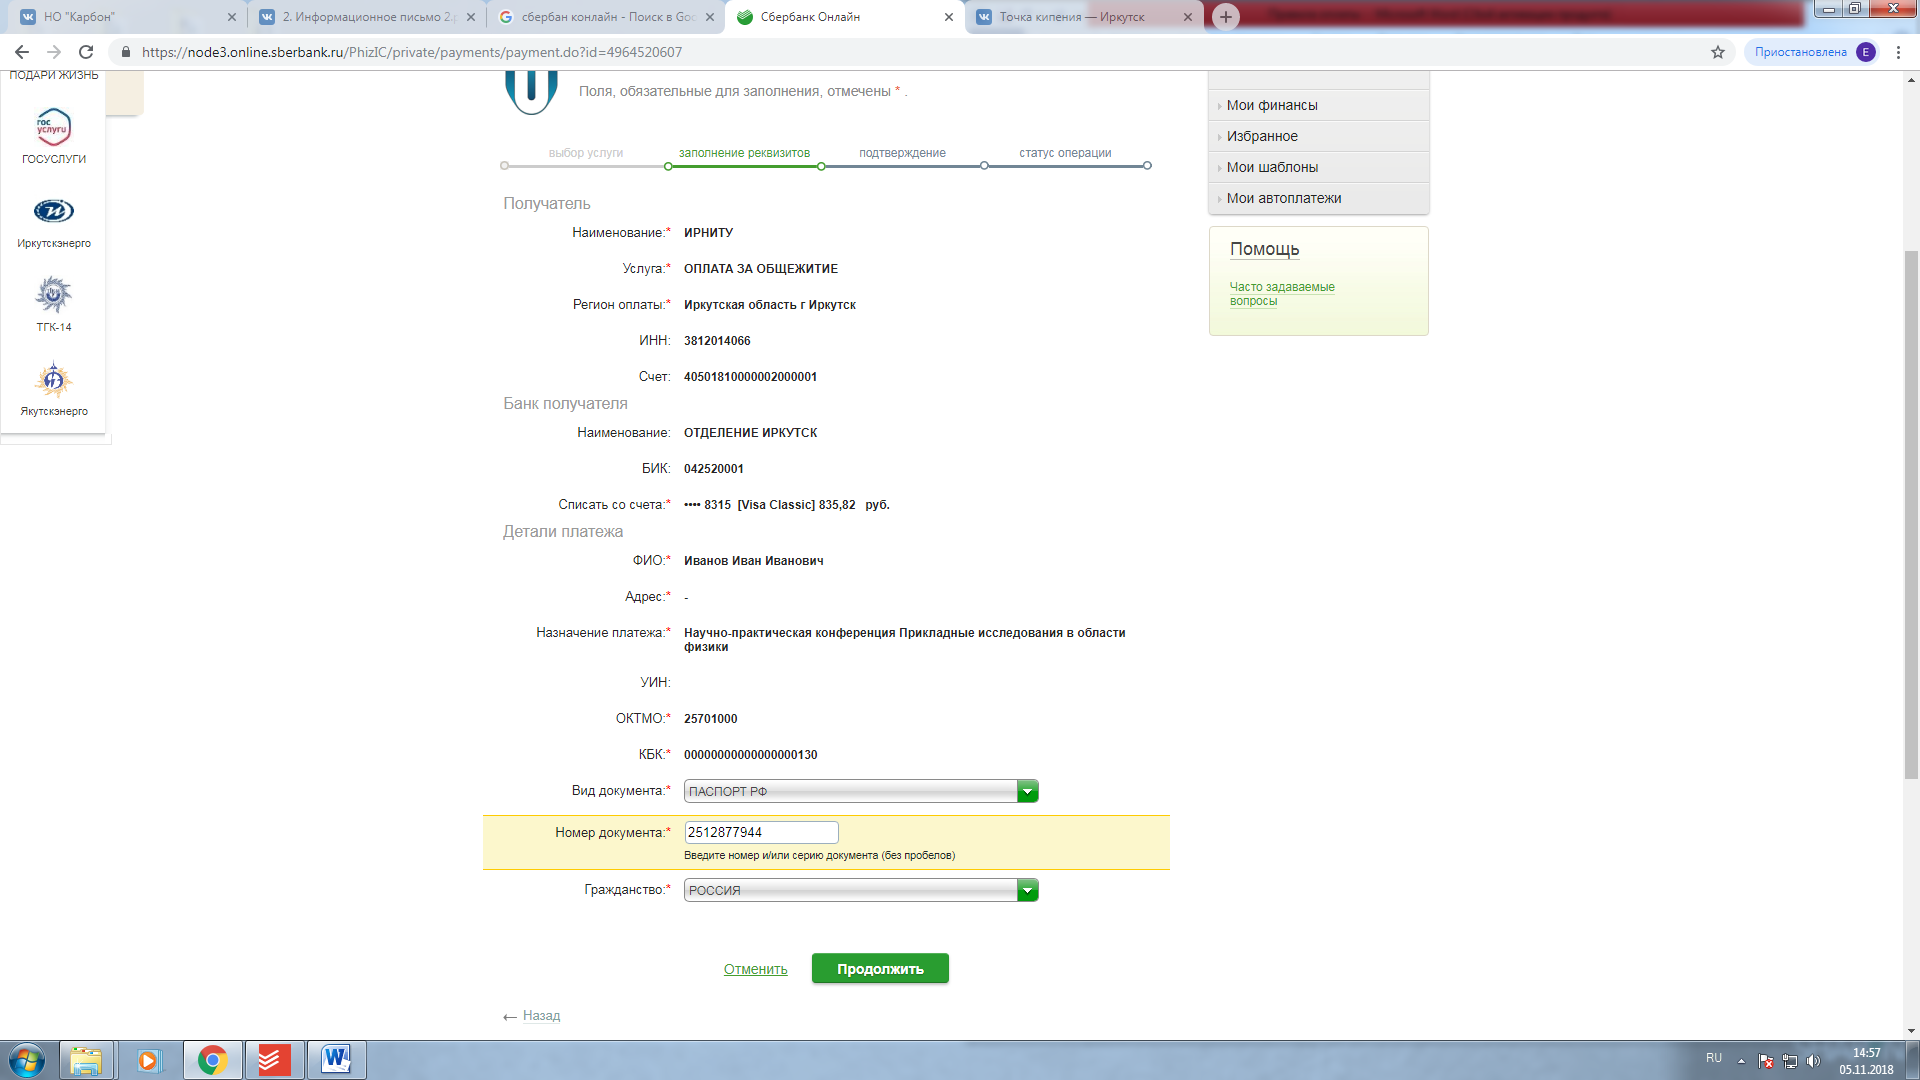 НО "Карбон"
2. Информационное письмо 2.р
сбербан конлайн - Поиск в Goo
Сбербанк Онлайн
Точка кипения — Иркутск
https://node3.online.sberbank.ru/PhizIC/private/payments/payment.do?id=4964520607
Приостановлена
Е
ПОДАРИ ЖИЗНЬ
гос
услуги
ГОСУСЛУГИ
Иркутскэнерго
ТГК-14
Якутскэнерго
Поля, обязательные для заполнения, отмечены * .
выбор услуги
заполнение реквизитов
подтверждение
статус операции
Получатель
Наименование:* ИРНИТУ
Услуга:* ОПЛАТА ЗА ОБЩЕЖИТИЕ
Регион оплаты:* Иркутская область г Иркутск
ИНН: 3812014066
Счет: 40501810000002000001
Банк получателя
Наименование: ОТДЕЛЕНИЕ ИРКУТСК
БИК: 042520001
Списать со счета:* •••• 8315 [Visa Classic] 835,82 руб.
Детали платежа
ФИО:* Иванов Иван Иванович
Адрес:* -
Назначение платежа:* Научно-практическая конференция Прикладные исследования в области
физики
УИН:
ОКТМО:* 25701000
КБК:* 00000000000000000130
Вид документа:* ПАСПОРТ РФ
Номер документа:* 2512877944
Введите номер и/или серию документа (без пробелов)
Гражданство:* РОССИЯ
Отменить
Продолжить
← Назад
Мои финансы
Избранное
Мои шаблоны
Мои автоплатежи
Помощь
Часто задаваемые
вопросы
RU
14:57
05.11.2018